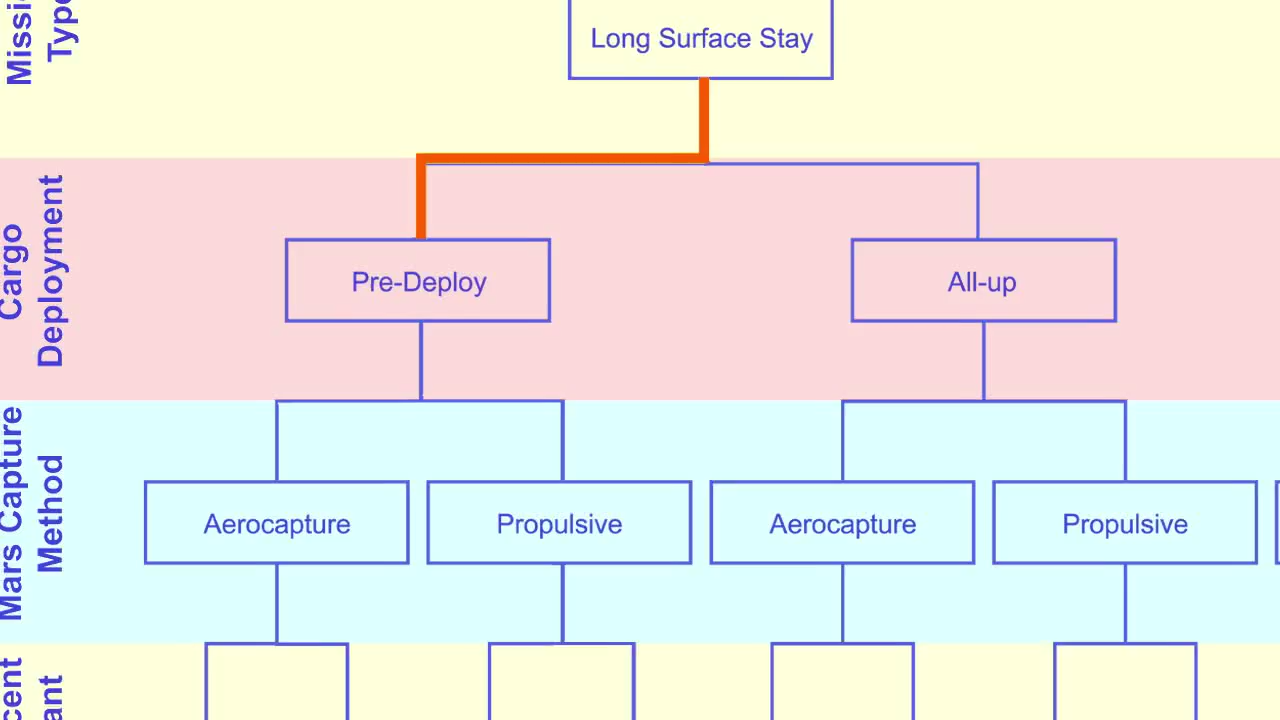 Long Surface Stay
Cargo
Deployment
Pre-Deploy
All-up
Mars Capture
Method
Aerocapture
Propulsive
Aerocapture
Propulsive